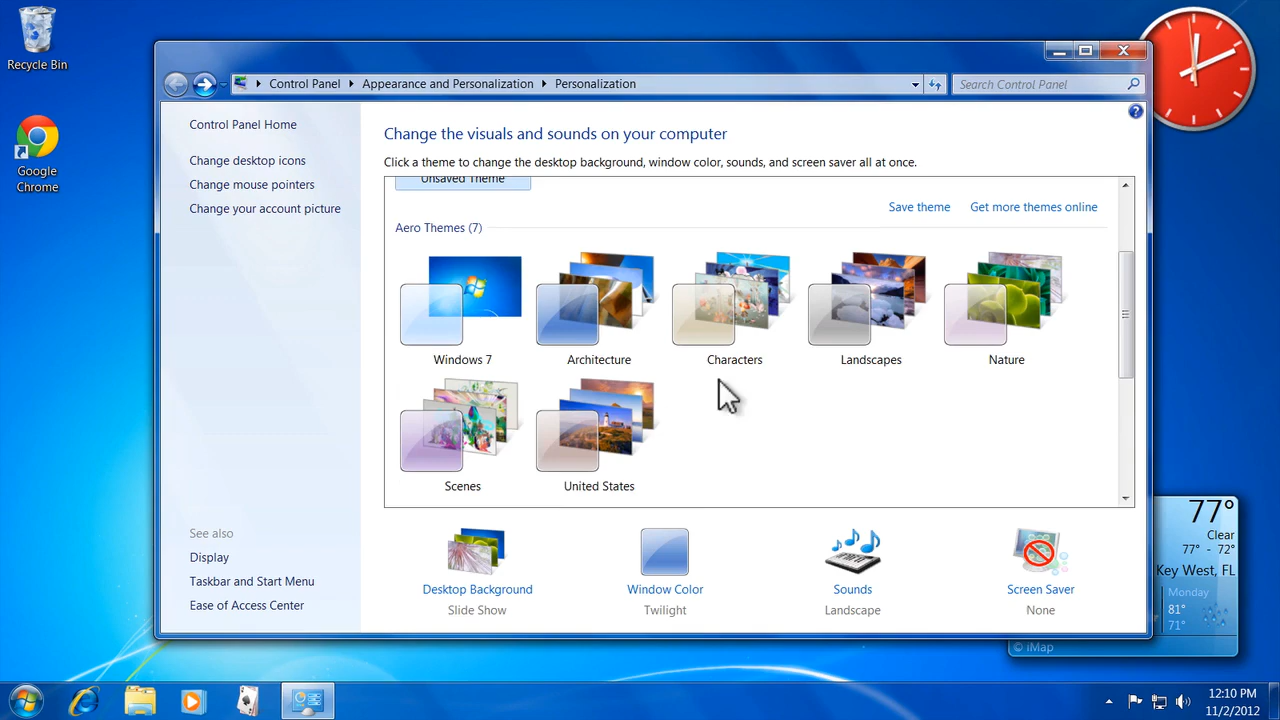 Recycle Bin
Google
Chrome
Control Panel
Appearance and Personalization
Personalization
Search Control Panel
Control Panel Home
Change desktop icons
Change mouse pointers
Change your account picture
See also
Display
Taskbar and Start Menu
Ease of Access Center
Change the visuals and sounds on your computer
Click a theme to change the desktop background, window color, sounds, and screen saver all at once.
Unsaved Theme
Save theme
Get more themes online
Aero Themes (7)
Windows 7
Architecture
Characters
Landscapes
Nature
Scenes
United States
Desktop Background
Slide Show
Window Color
Twilight
Sounds
Landscape
Screen Saver
None
77°
Clear
77° - 72°
Key West, FL
Monday
81°
71°
© iMap
12:10 PM
11/2/2012